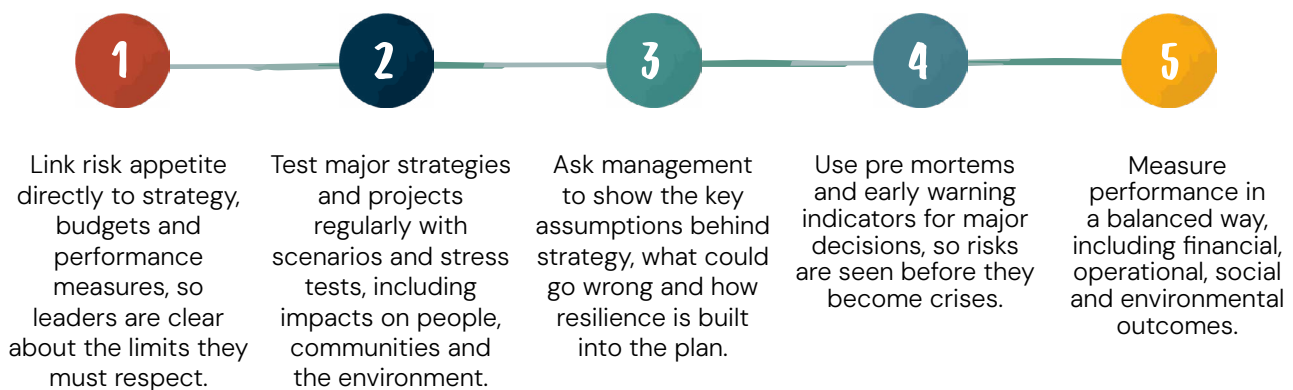 1
Link risk appetite
directly to strategy,
budgets and
performance
measures, so
leaders are clear
about the limits they
must respect.
2
Test major strategies
and projects
regularly with
scenarios and stress
tests, including
impacts on people,
communities and
the environment.
3
Ask management
to show the key
assumptions behind
strategy, what could
go wrong and how
resilience is built
into the plan.
4
Use pre mortems
and early warning
indicators for major
decisions, so risks
are seen before they
become crises.
5
Measure
performance in
a balanced way,
including financial,
operational, social
and environmental
outcomes.